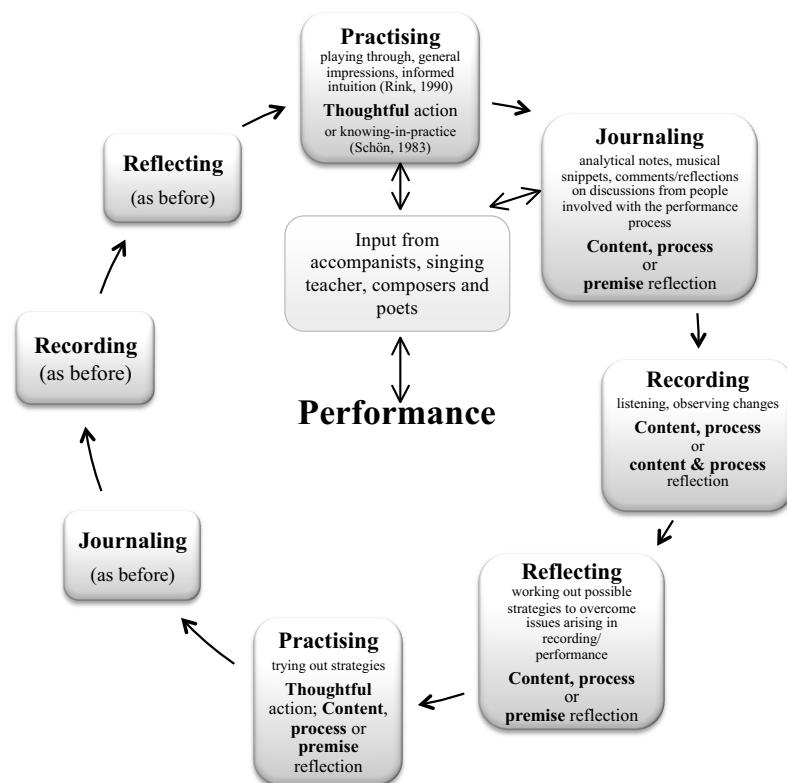 Practising
playing through, general
impressions, informed
intuition (Rink, 1990)
Thoughtful action
or knowing-in-practice
(Schön, 1983)
Journaling
analytical notes, musical
snippets, comments/reflections
on discussions from people
involved with the performance
process
Content, process
or
premise reflection
Recording
listening, observing changes
Content, process
or
content & process
reflection
Reflecting
working out possible
strategies to overcome
issues arising in
recording/
performance
Content, process
or
premise reflection
Practising
trying out strategies
Thoughtful
action; Content,
process or
premise
reflection
Journaling
(as before)
Recording
(as before)
Reflecting
(as before)
Input from
accompanists, singing
teacher, composers and
poets
Performance